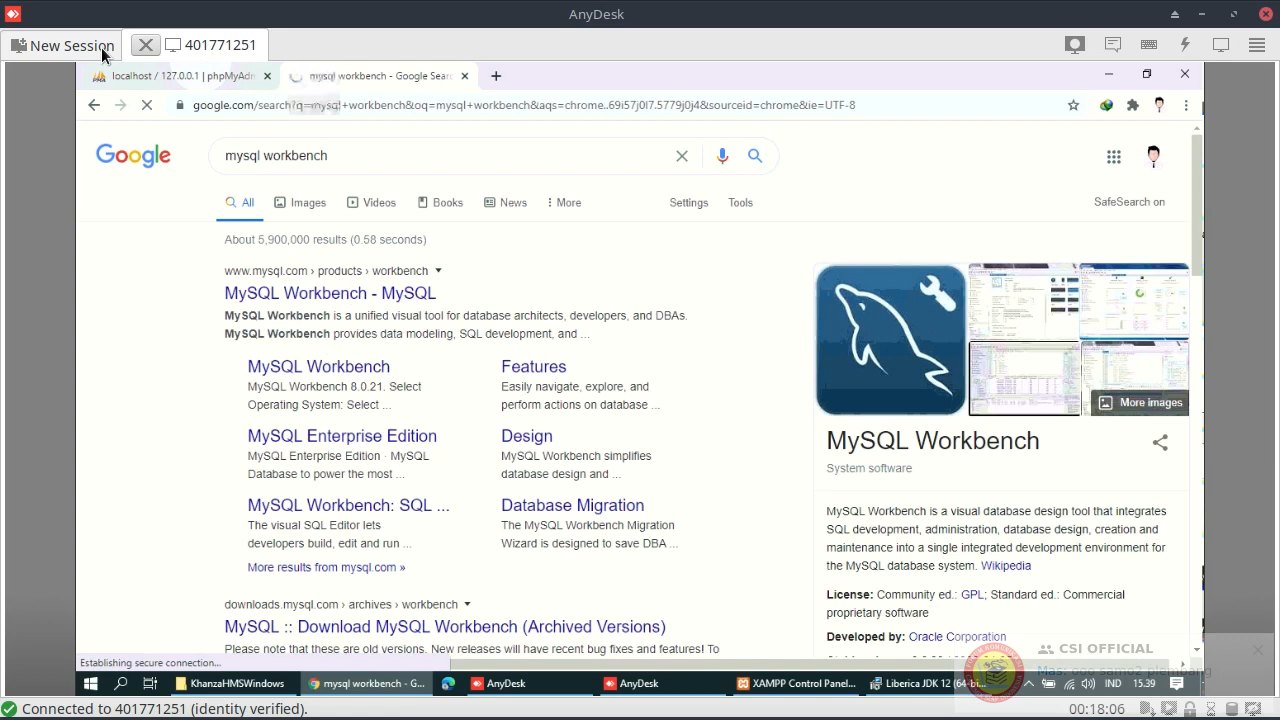 AnyDesk
New Session
401771251
localhost / 127.0.0.1 | phpMyAdn
mysql workbench - Google Sear
google.com/search?q=mysql+workbench&oq=mysql+workbench&aqs=chrome..69i57j0l7.5779j0j4&sourceid=chrome&ie=UTF-8
Google
mysql workbench
All
Images
Videos
Books
News
More
Settings
Tools
SafeSearch on
About 5,900,000 results (0.58 seconds)
www.mysql.com › products › workbench
MySQL Workbench - MySQL
MySQL Workbench is a unified visual tool for database architects, developers, and DBAs.
MySQL Workbench provides data modeling, SQL development, and ...
MySQL Workbench
MySQL Workbench 8.0.21. Select
Operating System: Select ...
Features
Easily navigate, explore, and
perform actions on database ...
MySQL Enterprise Edition
MySQL Enterprise Edition · MySQL
Database to power the most ...
Design
MySQL Workbench simplifies
database design and ...
MySQL Workbench: SQL ...
The visual SQL Editor lets
developers build, edit and run ...
Database Migration
The MySQL Workbench Migration
Wizard is designed to save DBA ...
More results from mysql.com »
downloads.mysql.com › archives › workbench
MySQL :: Download MySQL Workbench (Archived Versions)
Please note that these are old versions. New releases will have recent bug fixes and features! To
More images
MySQL Workbench
System software
MySQL Workbench is a visual database design tool that integrates
SQL development, administration, database design, creation and
maintenance into a single integrated development environment for
the MySQL database system. Wikipedia
License: Community ed.: GPL; Standard ed.: Commercial
proprietary software
Developed by: Oracle Corporation
CSI OFFICIAL
Mas: ooo samo2 plembang
Establishing secure connection...
KhanzaHMSWindows
mysql workbench - G...
AnyDesk
AnyDesk
XAMPP Control Panel...
Liberica JDK 12 (64-bi...
IND
15.39
Connected to 401771251 (identity verified).
00:18:06